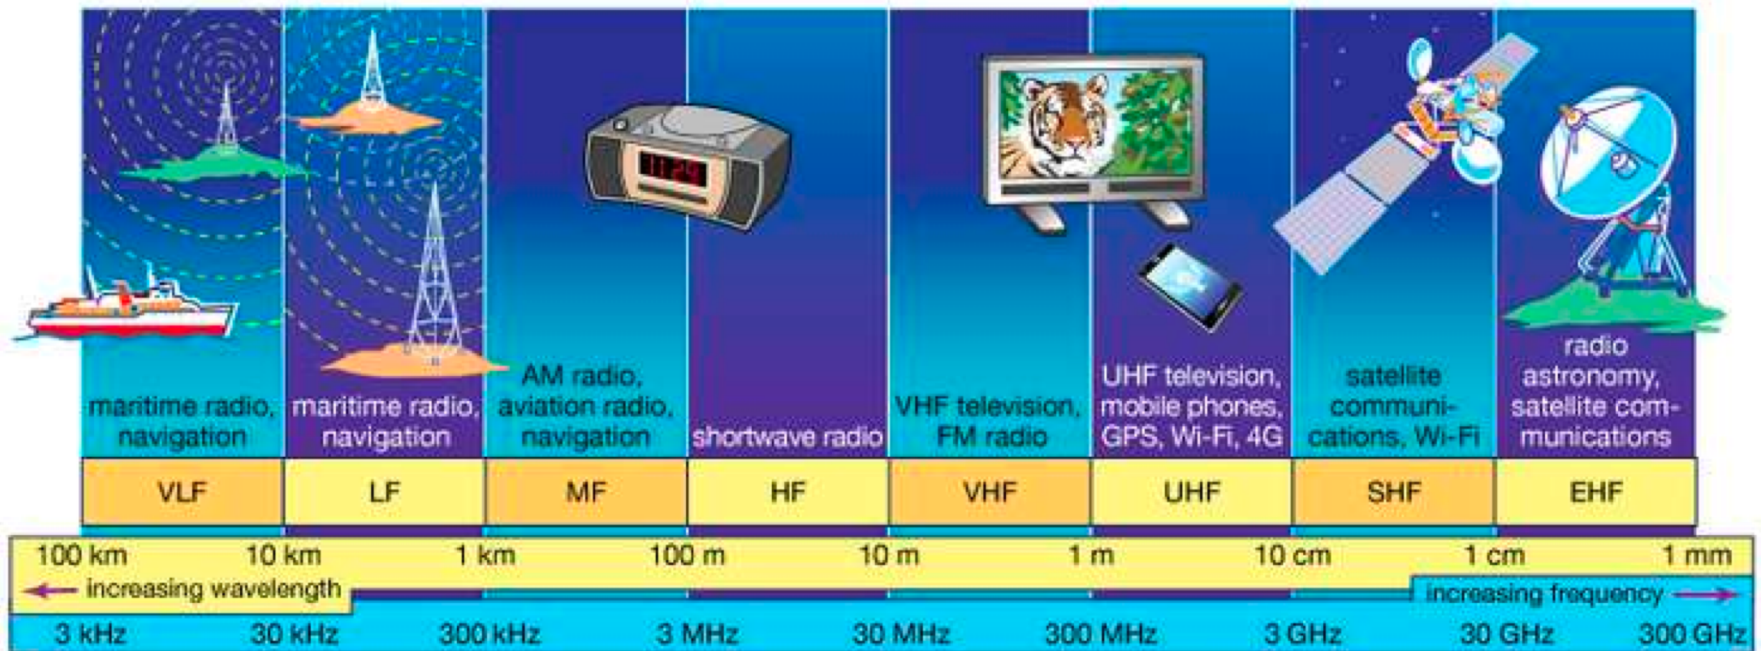 11:29
maritime radio,
navigation
maritime radio,
navigation
AM radio,
aviation radio,
navigation
shortwave radio
VHF television,
FM radio
UHF television,
mobile phones,
GPS, Wi-Fi, 4G
satellite
communi-
cations, Wi-Fi
radio
astronomy,
satellite com-
munications
VLF LF MF HF VHF UHF SHF EHF
100 km 10 km 1 km 100 m 10 m 1 m 10 cm 1 cm 1 mm
increasing wavelength increasing frequency
3 kHz 30 kHz 300 kHz 3 MHz 30 MHz 300 MHz 3 GHz 30 GHz 300 GHz